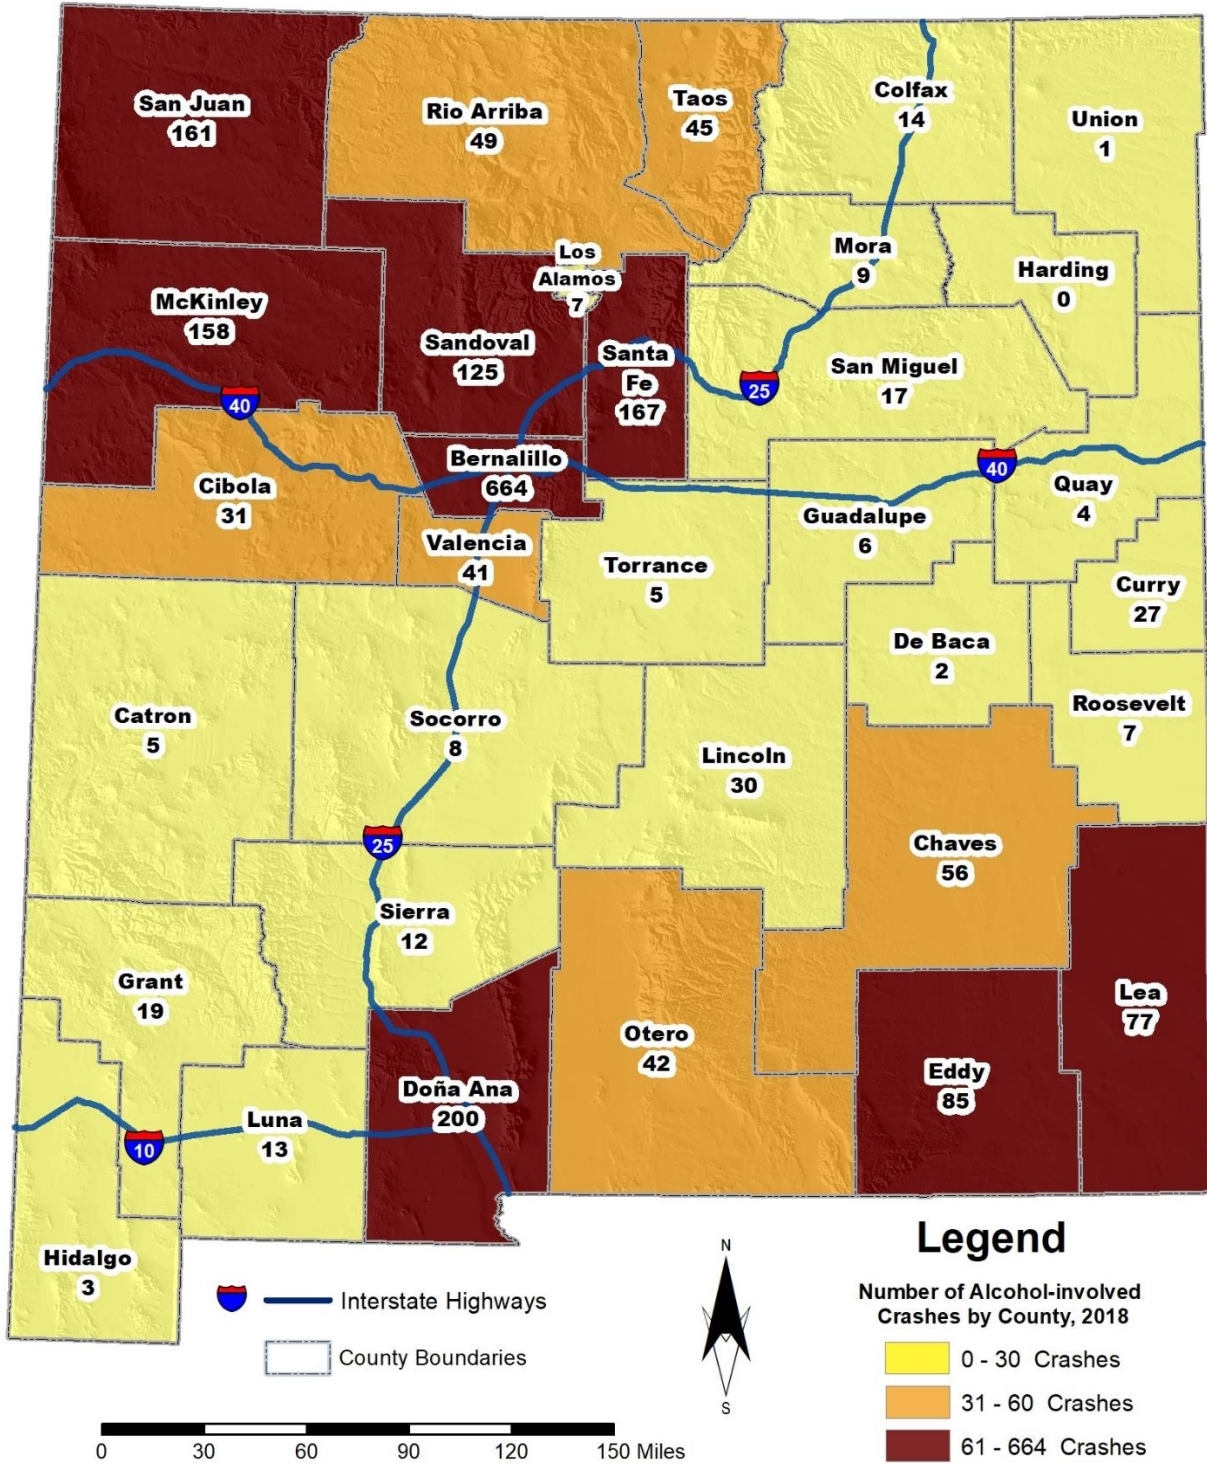 San Juan
161
Rio Arriba
49
Taos
45
Colfax
14
Union
1
Los
Alamos
7
Mora
9
Harding
0
McKinley
158
Sandoval
125
Santa
Fe
167
San Miguel
17
25
40
Bernalillo
664
40
Quay
4
Cibola
31
Guadalupe
6
Valencia
41
Torrance
5
Curry
27
De Baca
2
Catron
5
Socorro
8
Roosevelt
7
Lincoln
30
25
Chaves
56
Sierra
12
Grant
19
Otero
42
Lea
77
Doña Ana
200
Eddy
85
Luna
13
10
Hidalgo
3
Interstate Highways
County Boundaries
0 30 60 90 120 150 Miles
N
S
Legend
Number of Alcohol-involved
Crashes by County, 2018
0 - 30 Crashes
31 - 60 Crashes
61 - 664 Crashes